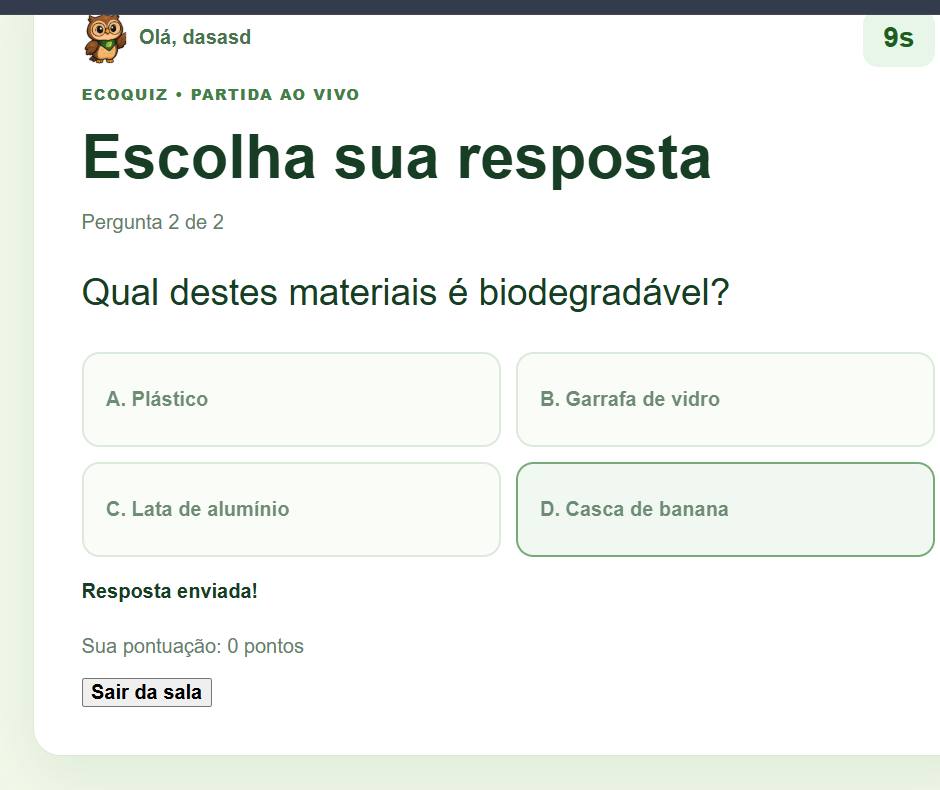 Olá, dasasd
9s
ECOQUIZ • PARTIDA AO VIVO
Escolha sua resposta
Pergunta 2 de 2
Qual destes materiais é biodegradável?
A. Plástico
B. Garrafa de vidro
C. Lata de alumínio
D. Casca de banana
Resposta enviada!
Sua pontuação: 0 pontos
Sair da sala